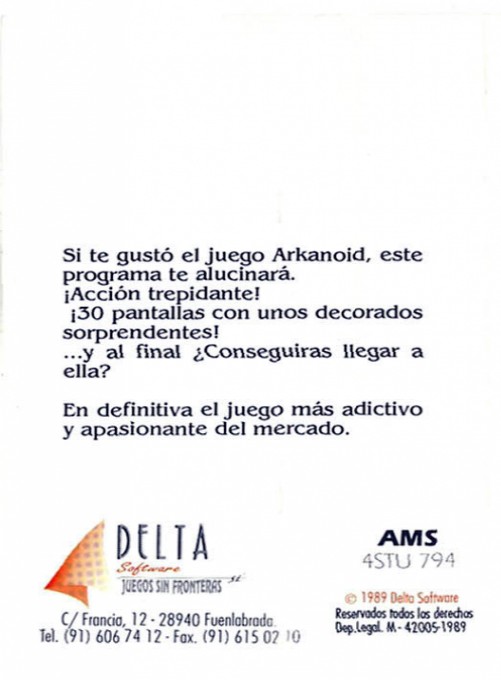 Si te gustó el juego Arkanoid, este
programa te alucinará.
¡Acción trepidante!
¡30 pantallas con unos decorados
sorprendentes!
...y al final ¿Conseguiras llegar a
ella?
En definitiva el juego más adictivo
y apasionante del mercado.
DELTA
Software
JUEGOS SIN FRONTERAS S.L.
C/ Francia, 12 - 28940 Fuenlabrada
Tel. (91) 606 74 12 - Fax. (91) 615 02 10
AMS
4STU 794
© 1989 Delta Software
Reservados todos los derechos
Dep.Legal. M - 42005-1989